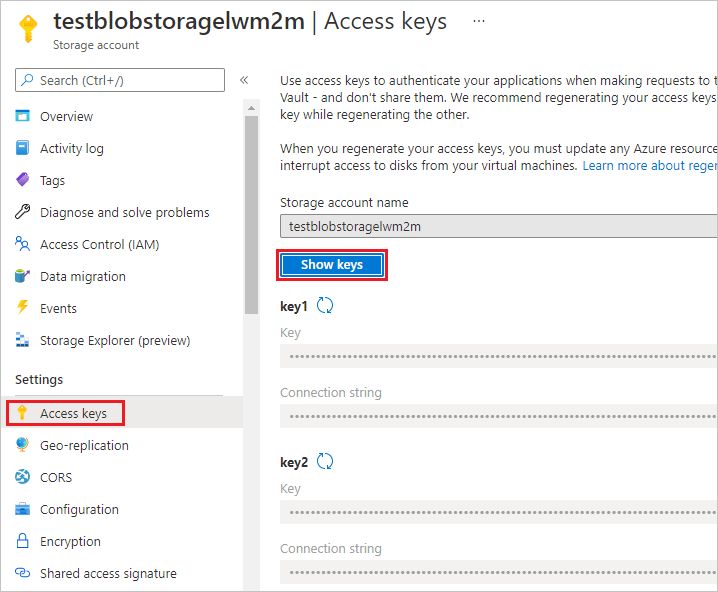 testblobstoragelwm2m | Access keys ...
Storage account
Search (Ctrl+/)
«
Overview
Activity log
Tags
Diagnose and solve problems
Access Control (IAM)
Data migration
Events
Storage Explorer (preview)
Settings
Access keys
Geo-replication
CORS
Configuration
Encryption
Shared access signature
Use access keys to authenticate your applications when making requests to
Vault - and don't share them. We recommend regenerating your access keys
key while regenerating the other.
When you regenerate your access keys, you must update any Azure resource
interrupt access to disks from your virtual machines. Learn more about
Storage account name
testblobstoragelwm2m
Show keys
key1
Key
Connection string
key2
Key
Connection string